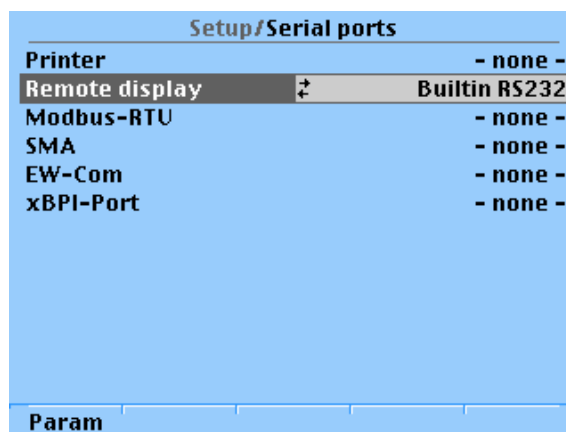 Setup/Serial ports
Printer - none -
Remote display Builtin RS232
Modbus-RTU - none -
SMA - none -
EW-Com - none -
xBPI-Port - none -
Param